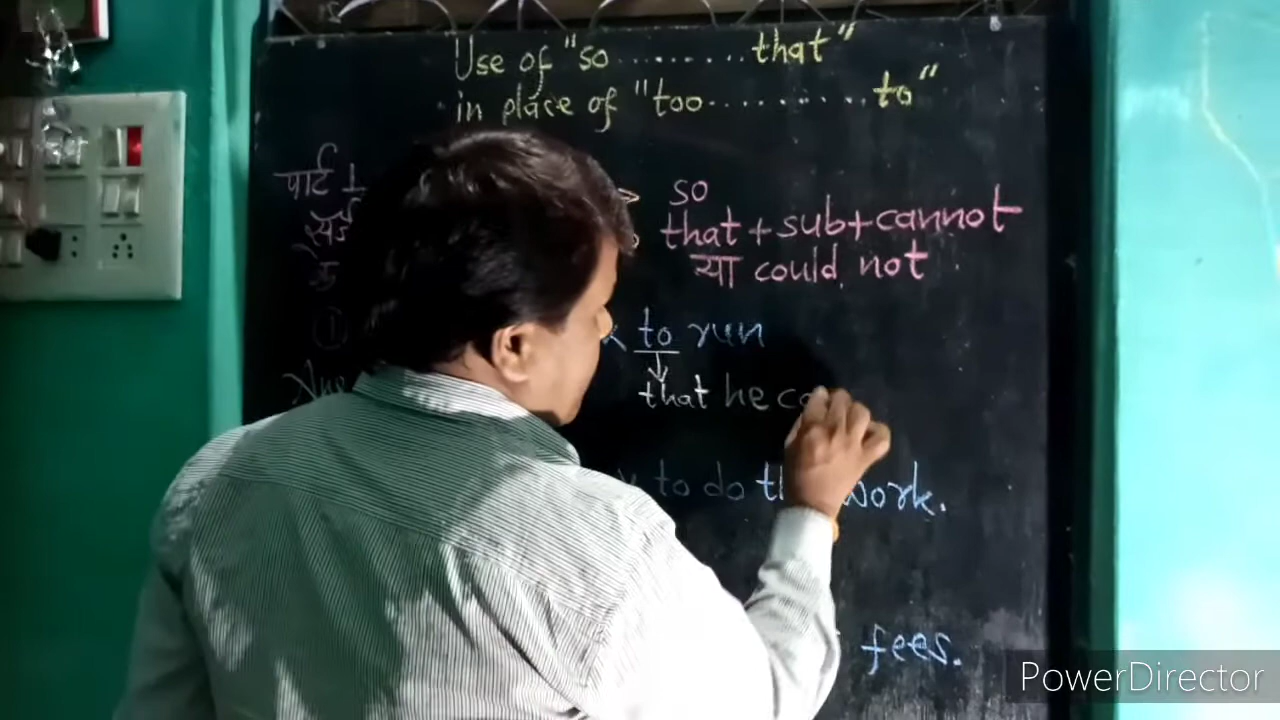 Use of "so ........ that"
in place of "too ......... to"
पार्ट 1 → so
that + sub + cannot
या could not
①
to run
Ans that he
to do the work.
fees.
PowerDirector